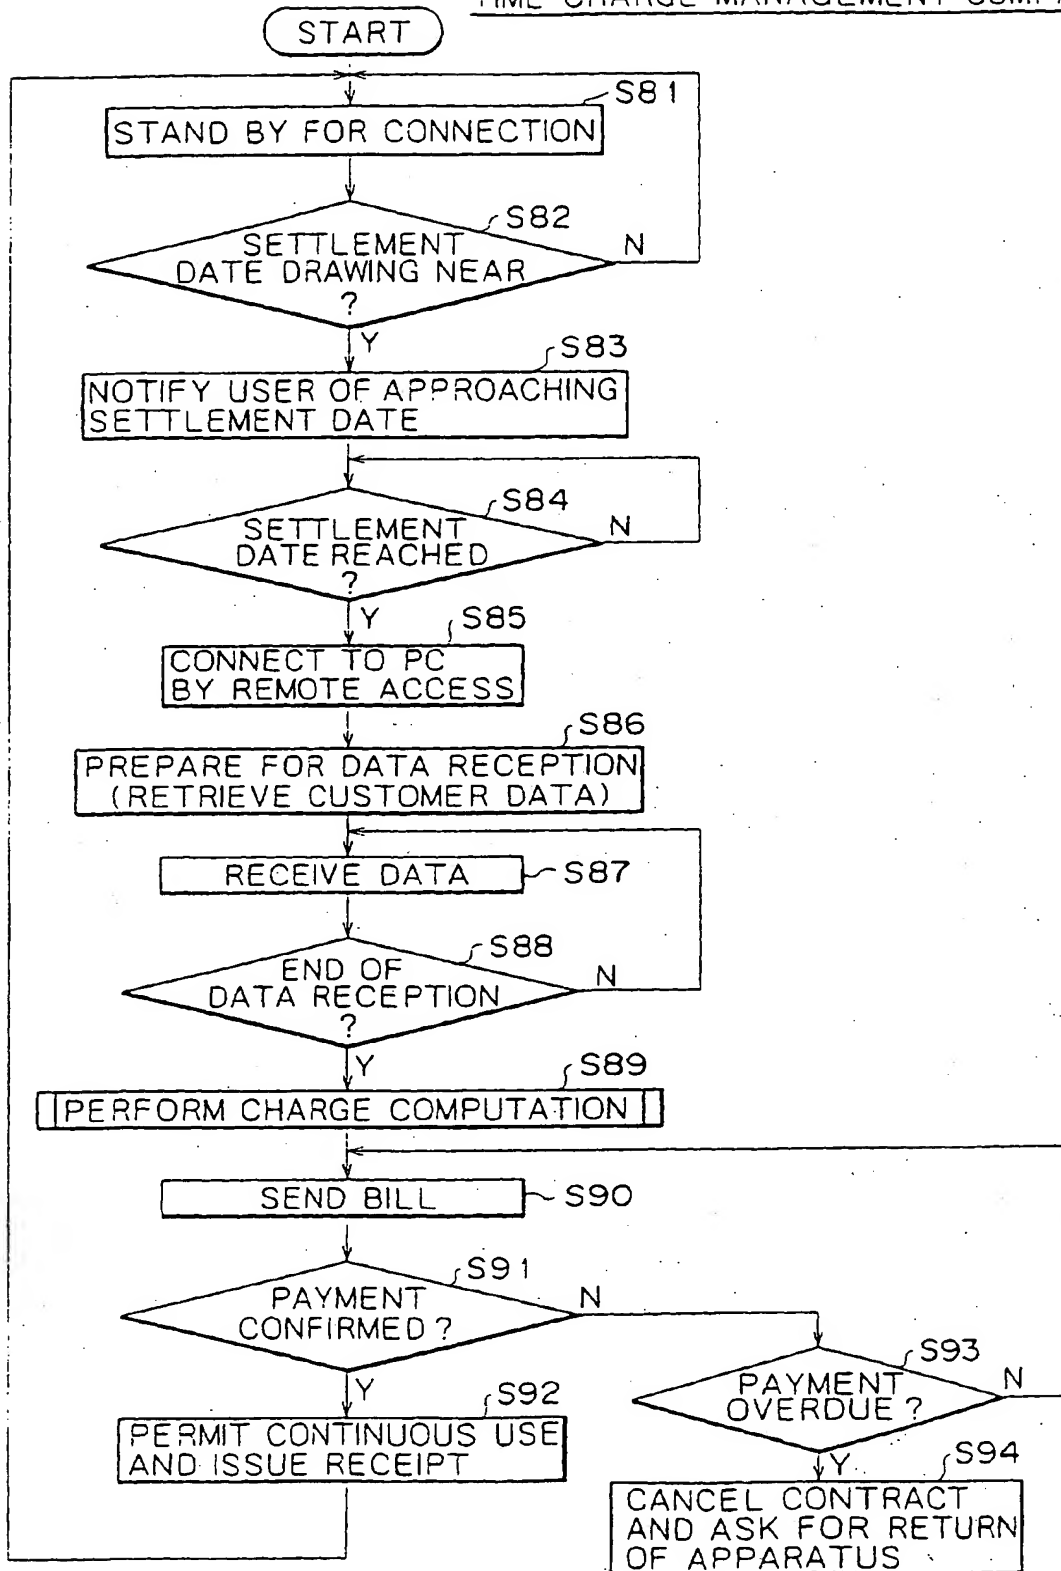 TIME CHARGE MANAGEMENT
START
S81
STAND BY FOR CONNECTION
S82
SETTLEMENT
DATE DRAWING NEAR
?
N
Y
S83
NOTIFY USER OF APPROACHING
SETTLEMENT DATE
S84
SETTLEMENT
DATE REACHED
?
N
Y
S85
CONNECT TO PC
BY REMOTE ACCESS
S86
PREPARE FOR DATA RECEPTION
(RETRIEVE CUSTOMER DATA)
RECEIVE DATA
S87
S88
END OF
DATA RECEPTION
?
N
Y
S89
PERFORM CHARGE COMPUTATION
SEND BILL
S90
S91
PAYMENT
CONFIRMED?
N
Y
S93
PAYMENT
OVERDUE?
N
Y
S92
PERMIT CONTINUOUS USE
AND ISSUE RECEIPT
S94
CANCEL CONTRACT
AND ASK FOR RETURN
OF APPARATUS